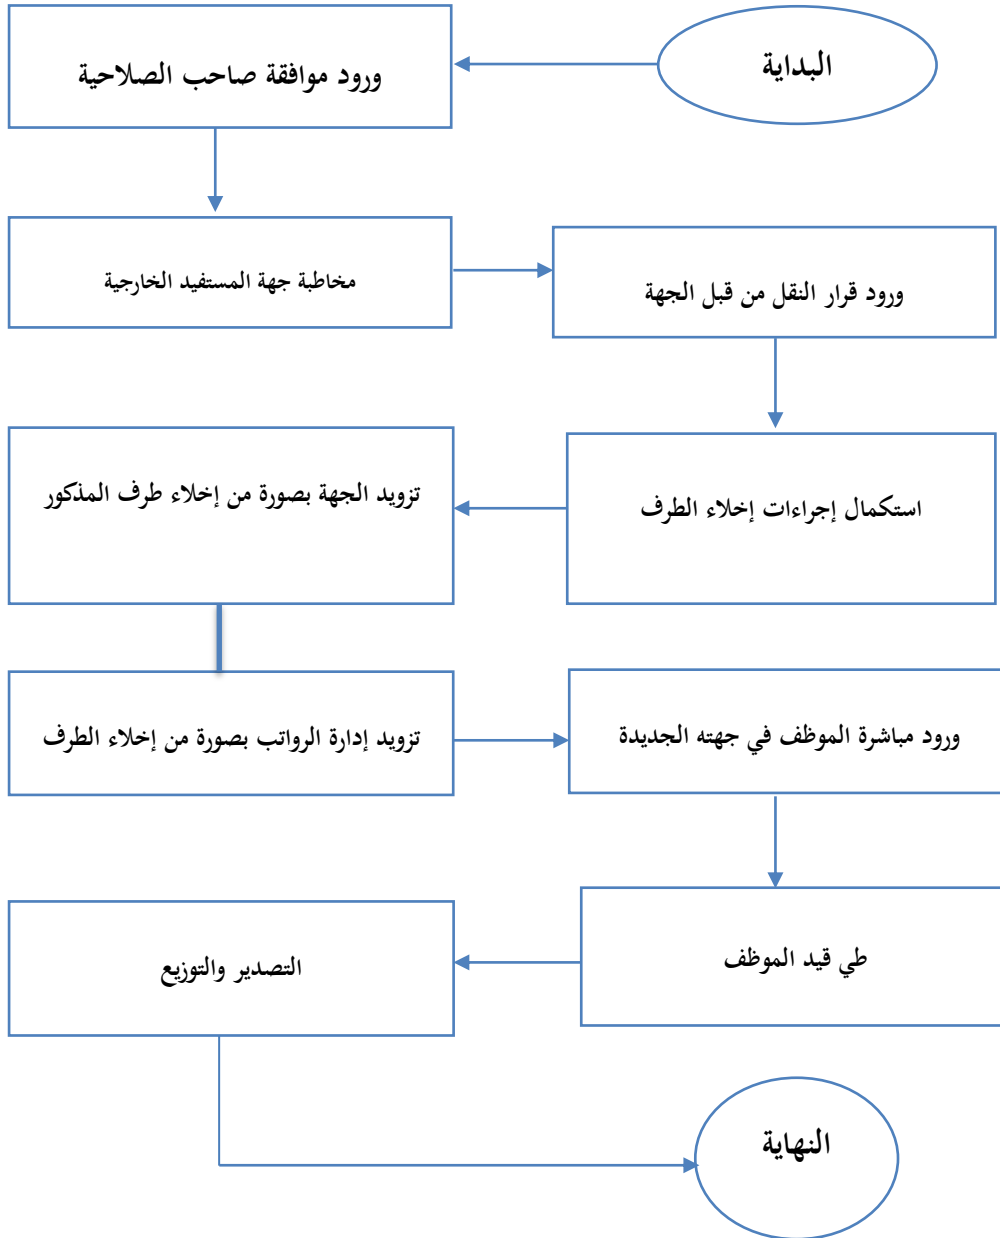 البداية
ورود موافقة صاحب الصلاحية
مخاطبة جهة المستفيد الخارجية
ورود قرار النقل من قبل الجهة
استكمال إجراءات إخلاء الطرف
تزويد الجهة بصورة من إخلاء طرف المذكور
تزويد إدارة الرواتب بصورة من إخلاء الطرف
ورود مباشرة الموظف في جهته الجديدة
طي قيد الموظف
التصدير والتوزيع
النهاية